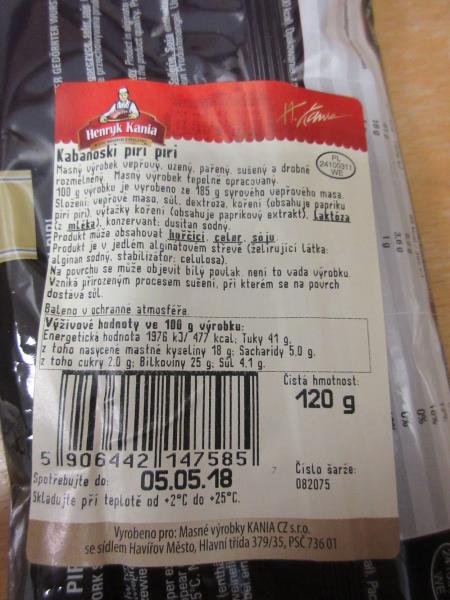 Henryk Kania
H. Kania
Kabanoski piri piri
Masný výrobek vepřový, uzený, pařený, sušený a drobně
rozmělněný. Masný výrobek tepelně opracovaný.
100 g výrobku je vyrobeno ze 185 g syrového vepřového masa.
Složení: vepřové maso, sůl, dextróza, koření (obsahuje papriku
piri piri), výtažky koření (obsahuje paprikový extrakt), laktóza
(z mléka), konzervant: dusitan sodný.
Produkt může obsahovat hořčici, celer, sóju.
Produkt je v jedlém alginátovém střevě (želírující látka:
alginan sodný, stabilizátor: celulosa).
Na povrchu se může objevit bílý povlak, není to vada výrobku.
Vzniká přirozeným procesem sušení, při kterém se na povrch
dostává sůl.
Baleno v ochranné atmosféře.
PL
24100311
WE
Výživové hodnoty ve 100 g výrobku:
Energetická hodnota 1976 kJ/ 477 kcal; Tuky 41 g,
z toho nasycené mastné kyseliny 18 g; Sacharidy 5.0 g,
z toho cukry 2.0 g; Bílkoviny 25 g; Sůl 4.1 g.
Čistá hmotnost:
120 g
5 906442 147585
Spotřebujte do: 05.05.18
Číslo šarže:
082075
Skladujte při teplotě od +2°C do +25°C.
Vyrobeno pro: Masné výrobky KANIA CZ s.r.o.
se sídlem Havířov Město, Hlavní třída 379/35, PSČ 736 01